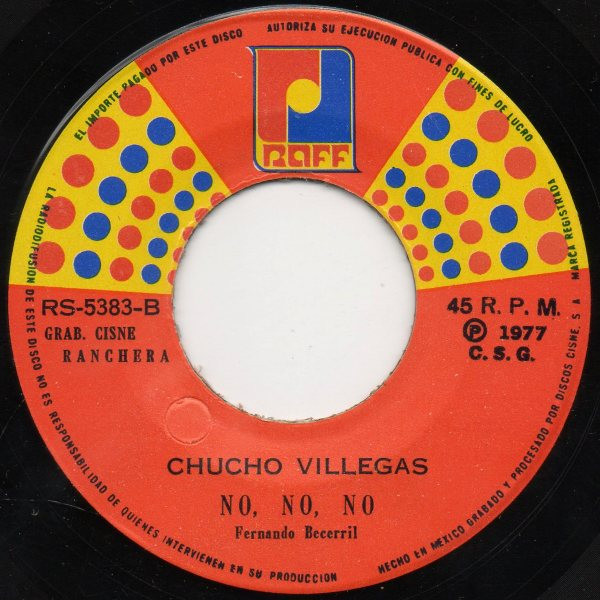 EL IMPORTE PAGADO POR ESTE DISCO AUTORIZA SU EJECUCION PUBLICA CON FINES DE LUCRO
RAFF
LA RADIODIFUSION DE ESTE DISCO NO ES RESPONSABILIDAD DE QUIENES INTERVIENEN EN SU PRODUCCION
RS-5383-B
GRAB. CISNE
RANCHERA
45 R. P. M.
Ⓟ 1977
C. S. G.
CHUCHO VILLEGAS
NO, NO, NO
Fernando Becerril
HECHO EN MEXICO GRABADO Y PROCESADO POR DISCOS CISNE, S A MARCA REGISTRADA